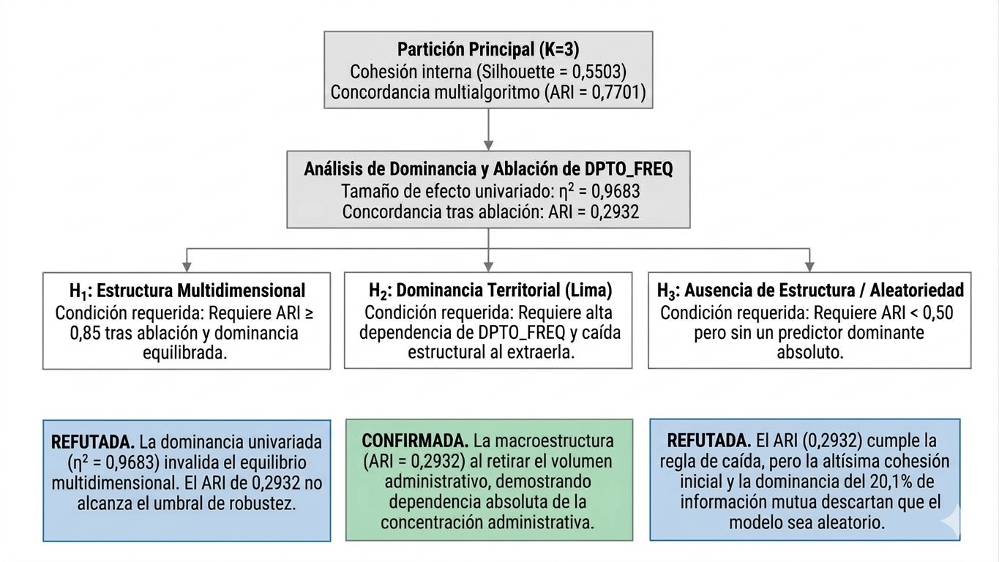 Partición Principal (K=3)
Cohesión interna (Silhouette = 0,5503)
Concordancia multialgoritmo (ARI = 0,7701)
Análisis de Dominancia y Ablación de DPTO_FREQ
Tamaño de efecto univariado: η² = 0,9683
Concordancia tras ablación: ARI = 0,2932
H₁: Estructura Multidimensional
Condición requerida: Requiere ARI ≥
0,85 tras ablación y dominancia
equilibrada.
H₂: Dominancia Territorial (Lima)
Condición requerida: Requiere alta
dependencia de DPTO_FREQ y caída
estructural al extraerla.
H₃: Ausencia de Estructura / Aleatoriedad
Condición requerida: Requiere ARI < 0,50
pero sin un predictor dominante
absoluto.
REFUTADA. La dominancia univariada
(η² = 0,9683) invalida el equilibrio
multidimensional. El ARI de 0,2932 no
alcanza el umbral de robustez.
CONFIRMADA. La macroestructura
(ARI = 0,2932) al retirar el volumen
administrativo, demostrando
dependencia absoluta de la
concentración administrativa.
REFUTADA. El ARI (0,2932) cumple la
regla de caída, pero la altísima cohesión
inicial y la dominancia del 20,1% de
información mutua descartan que el
modelo sea aleatorio.